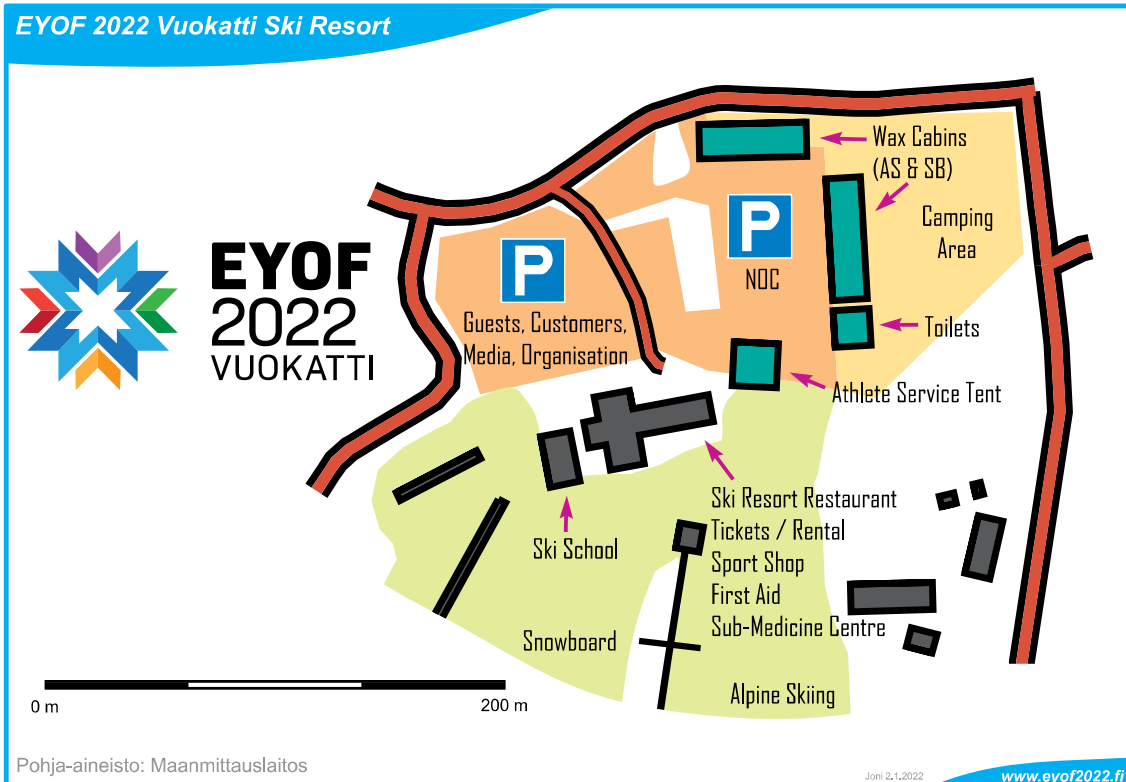 EYOF 2022 Vuokatti Ski Resort
Wax Cabins
(AS & SB)
Camping
Area
P
P
NOC
EYOF
2022
VUOKATTI
Guests, Customers,
Media, Organisation
Toilets
Athlete Service Tent
Ski Resort Restaurant
Tickets / Rental
Sport Shop
First Aid
Sub-Medicine Centre
Ski School
Snowboard
Alpine Skiing
0 m
200 m
Pohja-aineisto: Maanmittauslaitos
Joni 2.1.2022
www.eyof2022.fi